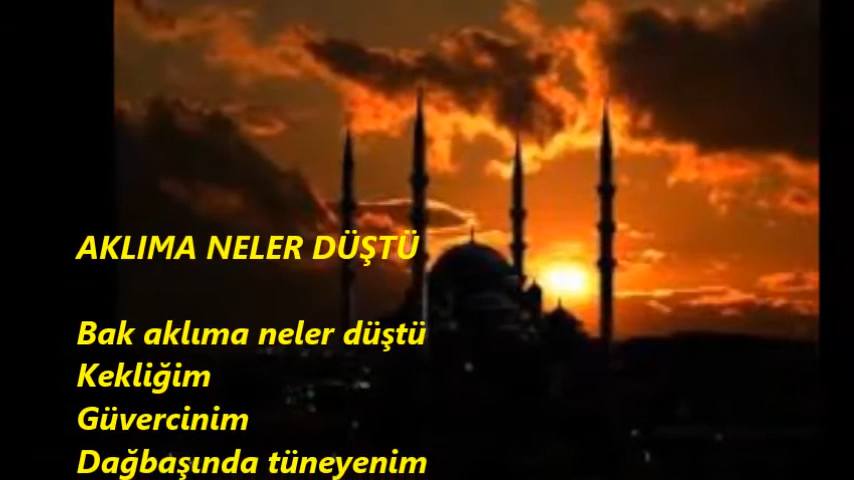 AKLIMA NELER DÜŞTÜ
Bak aklıma neler düştü
Kekliğim
Güvercinim
Dağbaşında tüneyenim